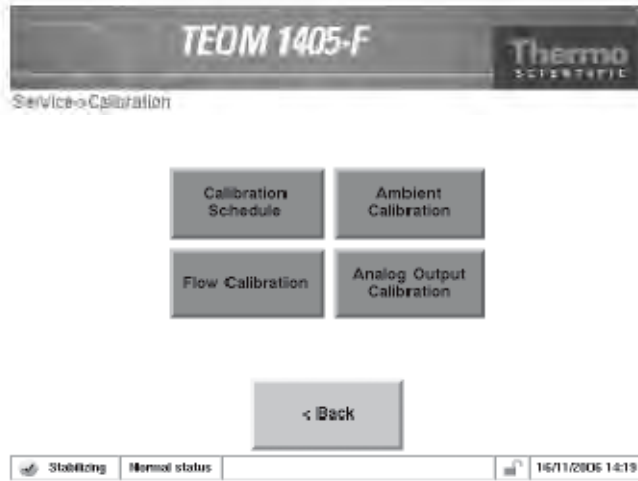 TEOM 1405-F
Thermo
SCIENTIFIC
Service->Calibration
Calibration
Schedule
Ambient
Calibration
Flow Calibration
Analog Output
Calibration
< Back
Stabilizing
Normal status
16/11/2006 14:19